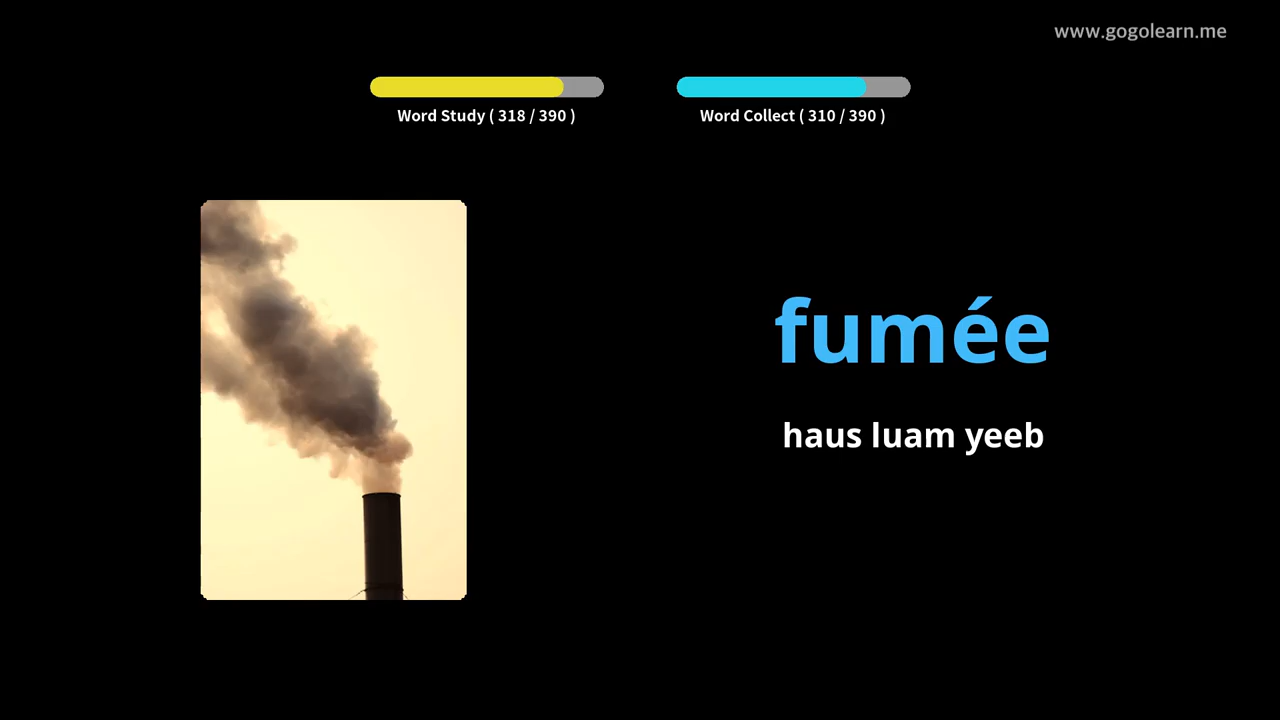 www.gogolearn.me
Word Study ( 318 / 390 )
Word Collect ( 310 / 390 )
fumée
haus luam yeeb